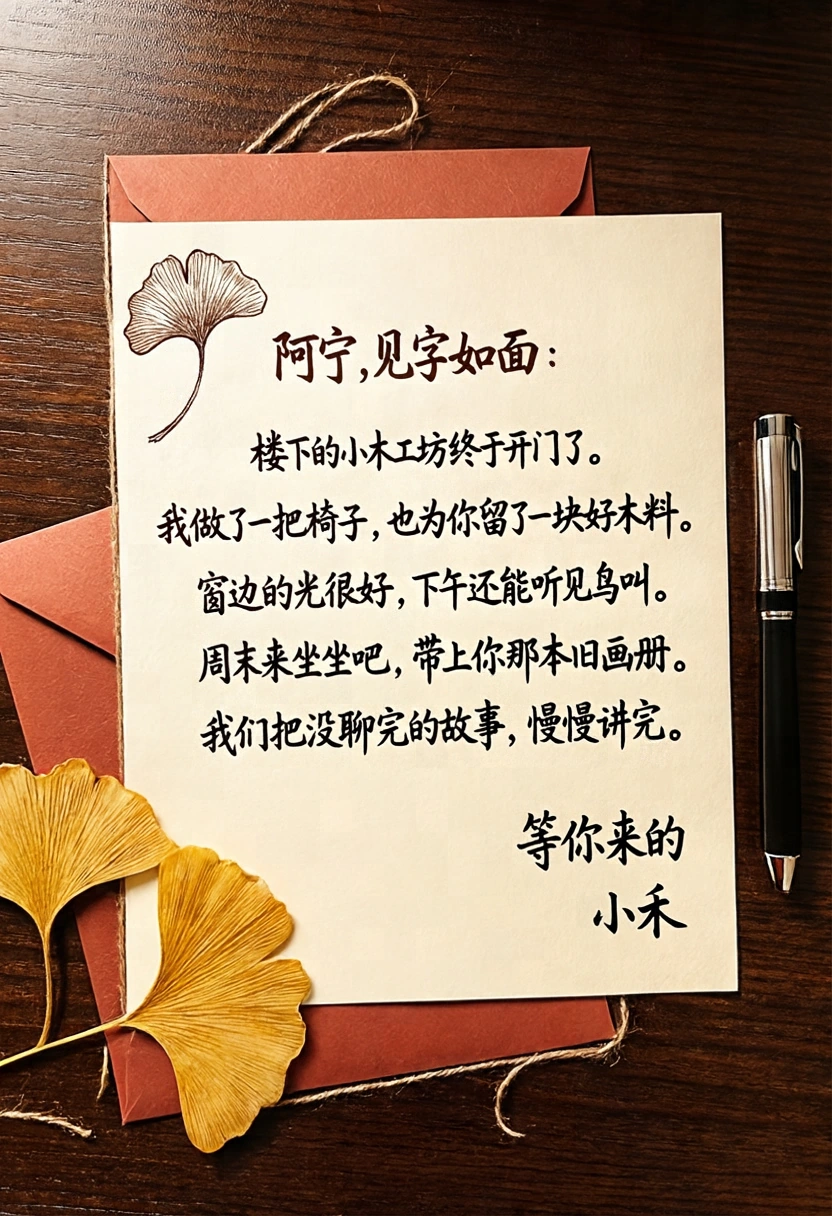 阿宁,见字如面:
楼下的小木工坊终于开门了。
我做了一把椅子,也为你留了一块好木料。
窗边的光很好,下午还能听见鸟叫。
周末来坐坐吧,带上你那本旧画册。
我们把没聊完的故事,慢慢讲完。
等你来的
小禾